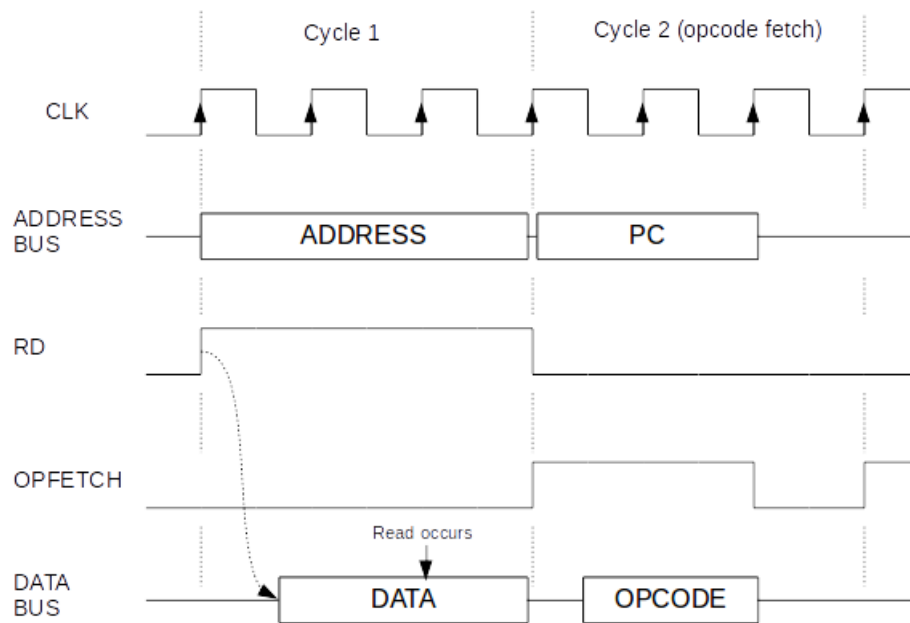 Cycle 1
Cycle 2 (opcode fetch)
CLK
ADDRESS
BUS
ADDRESS
PC
RD
OPFETCH
Read occurs
DATA
BUS
DATA
OPCODE